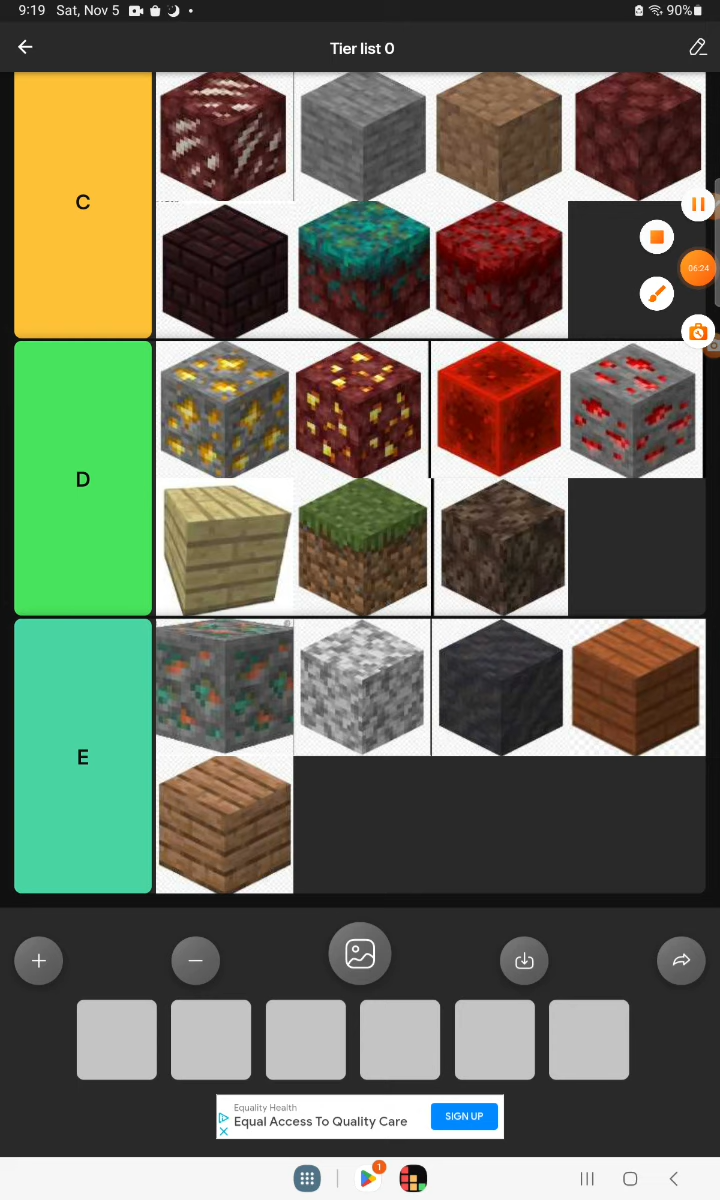 9:19 Sat, Nov 5
90%
Tier list 0
C
06:24
D
E
Equality Health
Equal Access To Quality Care
SIGN UP
1